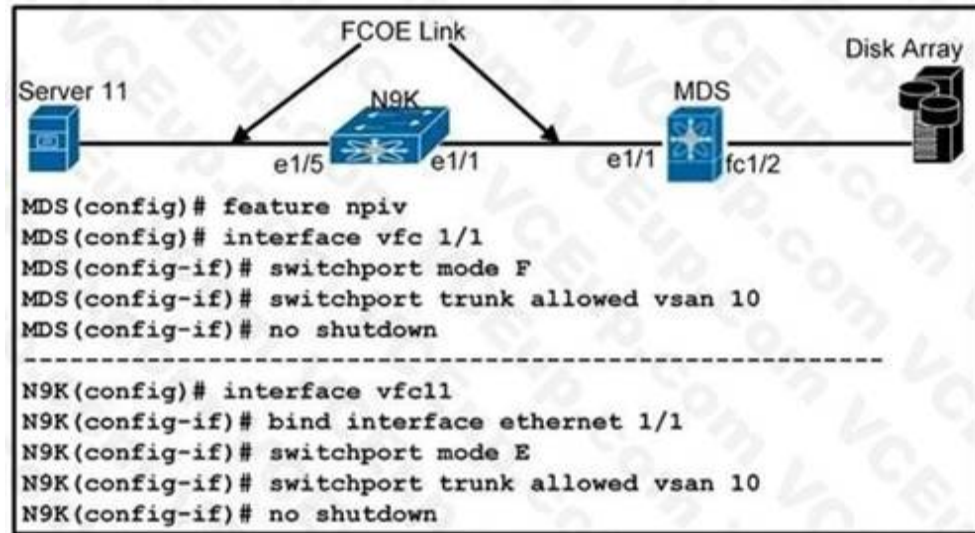 FCOE Link
Disk Array
Server 11
N9K
MDS
e1/5
e1/1
e1/1
fc1/2
MDS(config)# feature npiv
MDS(config)# interface vfc 1/1
MDS(config-if)# switchport mode F
MDS(config-if)# switchport trunk allowed vsan 10
MDS(config-if)# no shutdown
--------------------------------------------------------------
N9K(config)# interface vfc11
N9K(config-if)# bind interface ethernet 1/1
N9K(config-if)# switchport mode E
N9K(config-if)# switchport trunk allowed vsan 10
N9K(config-if)# no shutdown